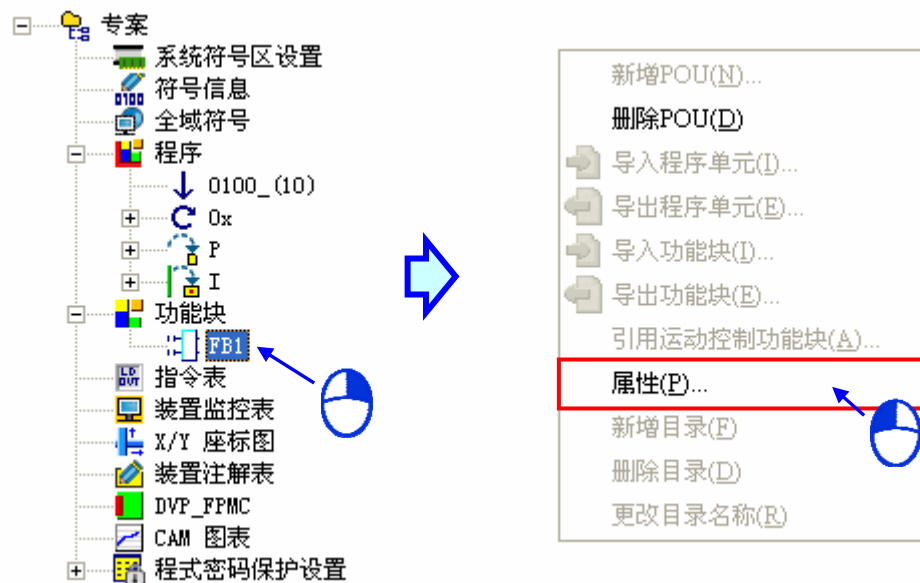 专案
系统符号区设置
符号信息
全域符号
程序
0100_(10)
Ox
P
I
功能块
FB1
指令表
装置监控表
X/Y 座标图
装置注解表
DVP_FPMC
CAM 图表
程式密码保护设置
新增POU(N)...
删除POU(D)
导入程序单元(I)...
导出程序单元(E)...
导入功能块(I)...
导出功能块(E)...
引用运动控制功能块(A)...
属性(P)...
新增目录(F)
删除目录(D)
更改目录名称(R)